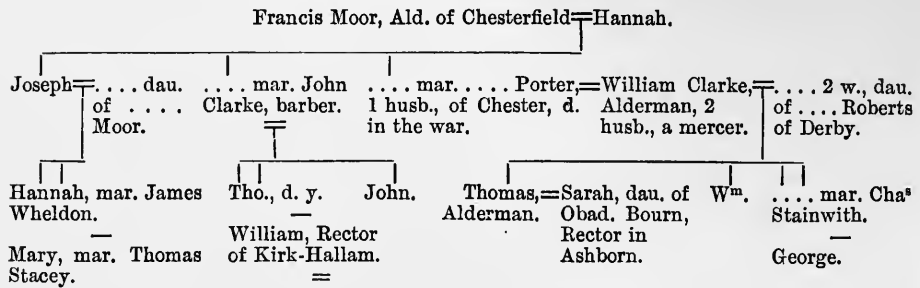 Francis Moor, Ald. of Chesterfield=Hannah.
Joseph=.... dau.
of ....
Moor.
.... mar. John
Clarke, barber.
.... mar..... Porter,=William Clarke,=.... 2 w., dau.
1 husb., of Chester, d.
in the war.
Alderman, 2
husb., a mercer.
of .... Roberts
of Derby.
Hannah, mar. James
Wheldon.
—
Mary, mar. Thomas
Stacey.
Tho., d. y.
—
William, Rector
of Kirk-Hallam.
=
John.
Thomas,=Sarah, dau. of
Alderman.
Obad. Bourn,
Rector in
Ashborn.
Wm.
.... mar. Chas
Stainwith.
—
George.